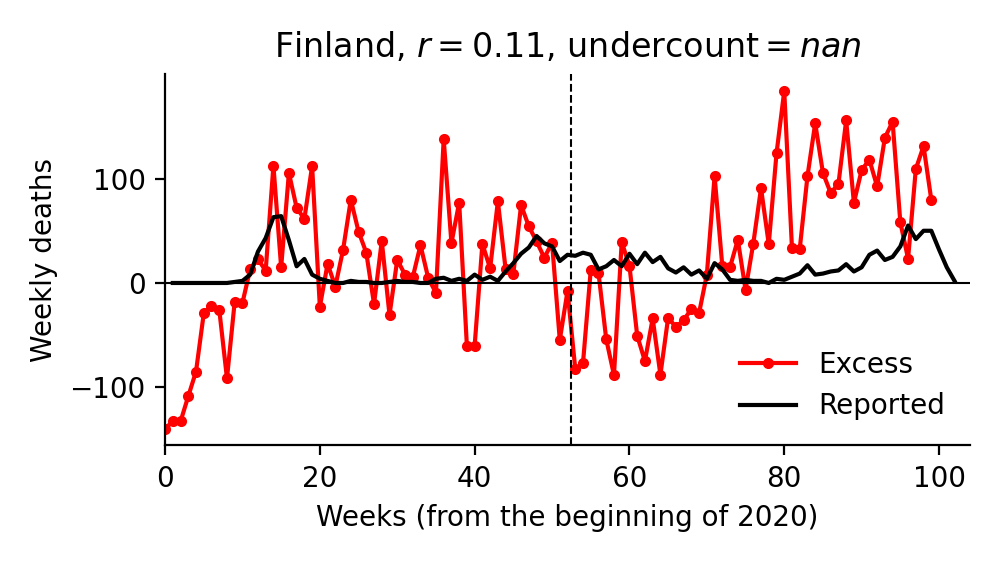 Finland, r = 0.11, undercount = nan
Weekly deaths
100
0
−100
Excess
Reported
0 20 40 60 80 100
Weeks (from the beginning of 2020)